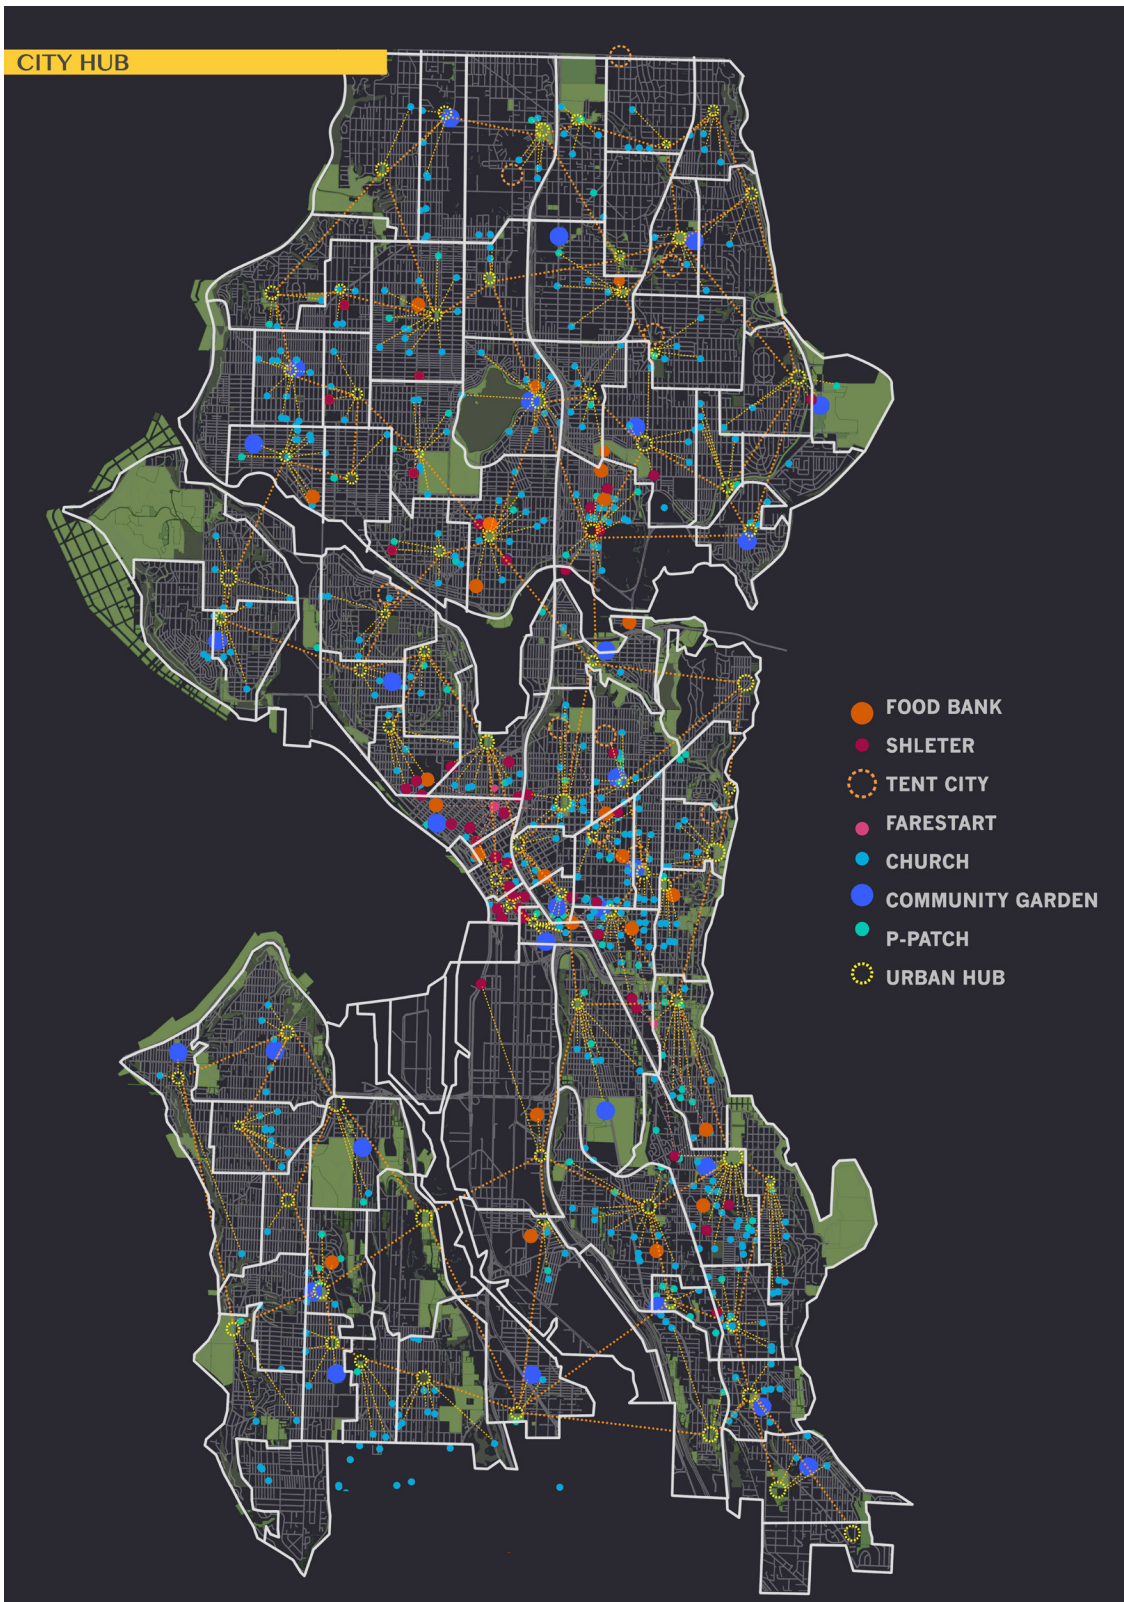 CITY HUB
FOOD BANK
SHLETER
TENT CITY
FARESTART
CHURCH
COMMUNITY GARDEN
P-PATCH
URBAN HUB